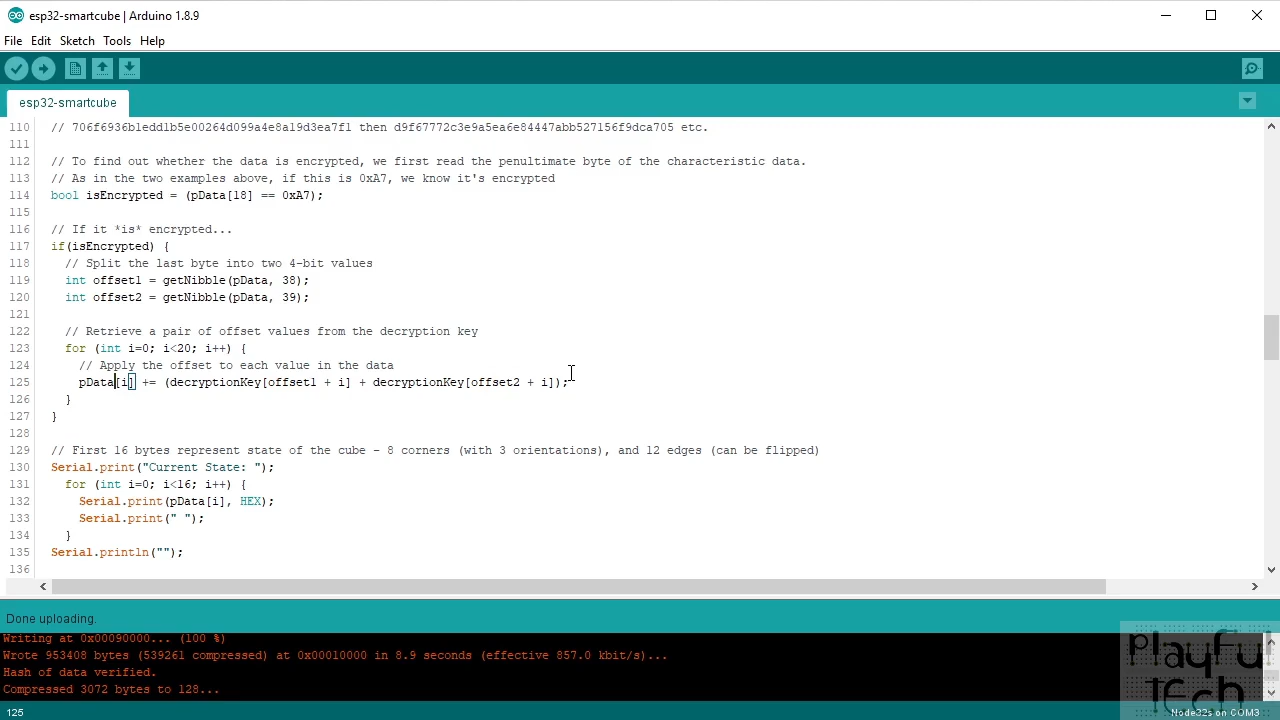 esp32-smartcube | Arduino 1.8.9
File Edit Sketch Tools Help
esp32-smartcube
110 // 706f6936b1edd1b5e00264d099a4e8a19d3ea7f1 then d9f67772c3e9a5ea6e84447abb527156f9dca705 etc.
111
112 // To find out whether the data is encrypted, we first read the penultimate byte of the characteristic data.
113 // As in the two examples above, if this is 0xA7, we know it's encrypted
114 bool isEncrypted = (pData[18] == 0xA7);
115
116 // If it *is* encrypted...
117 if(isEncrypted) {
118 // Split the last byte into two 4-bit values
119 int offset1 = getNibble(pData, 38);
120 int offset2 = getNibble(pData, 39);
121
122 // Retrieve a pair of offset values from the decryption key
123 for (int i=0; i<20; i++) {
124 // Apply the offset to each value in the data
125 pData[i] += (decryptionKey[offset1 + i] + decryptionKey[offset2 + i]);
126 }
127 }
128
129 // First 16 bytes represent state of the cube - 8 corners (with 3 orientations), and 12 edges (can be flipped)
130 Serial.print("Current State: ");
131 for (int i=0; i<16; i++) {
132 Serial.print(pData[i], HEX);
133 Serial.print(" ");
134 }
135 Serial.println("");
136
Done uploading.
Writing at 0x00090000... (100 %)
Wrote 953408 bytes (539261 compressed) at 0x00010000 in 8.9 seconds (effective 857.0 kbit/s)...
Hash of data verified.
Compressed 3072 bytes to 128...
Playful
Tech
125
Node32s on COM3